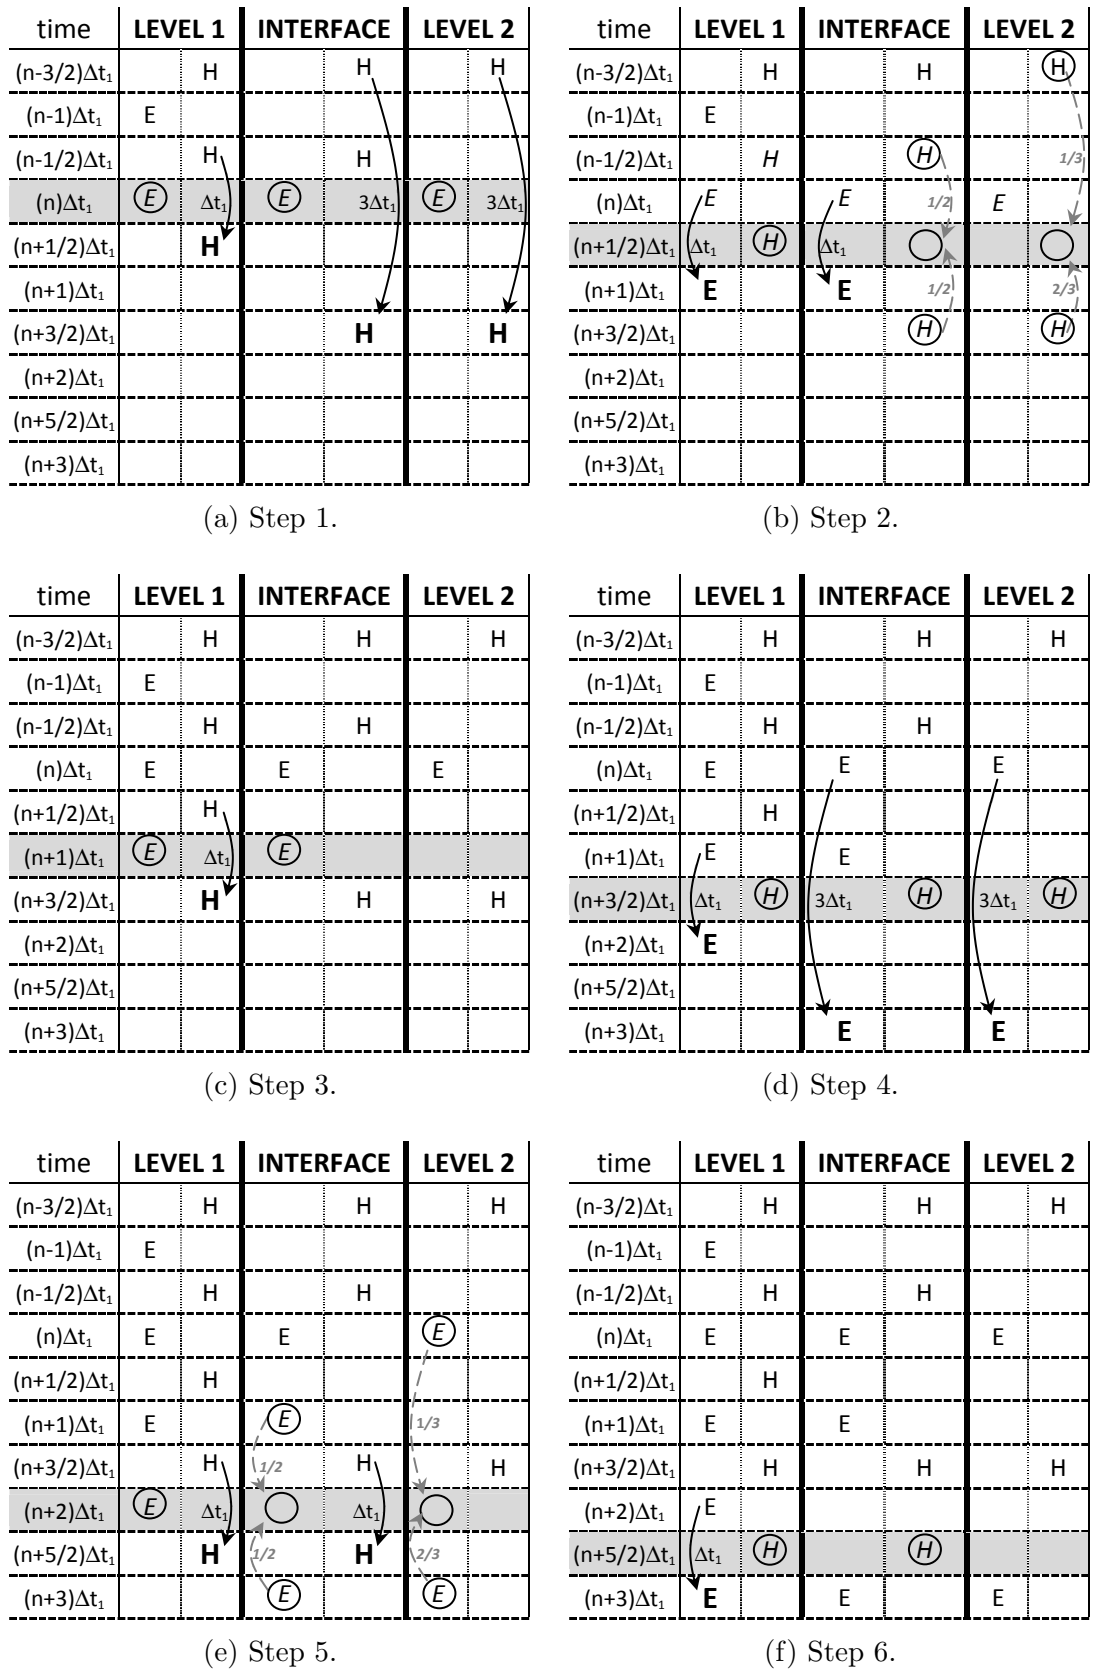 time LEVEL 1 INTERFACE LEVEL 2
(n-3/2)Δt₁ H H H
(n-1)Δt₁ E
(n-1/2)Δt₁ H H
(n)Δt₁ E Δt₁ E 3Δt₁ E 3Δt₁
(n+1/2)Δt₁ H
(n+1)Δt₁
(n+3/2)Δt₁ H H
(n+2)Δt₁
(n+5/2)Δt₁
(n+3)Δt₁
(a) Step 1.
time LEVEL 1 INTERFACE LEVEL 2
(n-3/2)Δt₁ H H H
(n-1)Δt₁ E
(n-1/2)Δt₁ H H 1/3
(n)Δt₁ E E 1/2 E
(n+1/2)Δt₁ Δt₁ H Δt₁
(n+1)Δt₁ E E 1/2 2/3
(n+3/2)Δt₁ H H
(n+2)Δt₁
(n+5/2)Δt₁
(n+3)Δt₁
(b) Step 2.
time LEVEL 1 INTERFACE LEVEL 2
(n-3/2)Δt₁ H H H
(n-1)Δt₁ E
(n-1/2)Δt₁ H H
(n)Δt₁ E E E
(n+1/2)Δt₁ H
(n+1)Δt₁ E Δt₁ E
(n+3/2)Δt₁ H H H
(n+2)Δt₁
(n+5/2)Δt₁
(n+3)Δt₁
(c) Step 3.
time LEVEL 1 INTERFACE LEVEL 2
(n-3/2)Δt₁ H H H
(n-1)Δt₁ E
(n-1/2)Δt₁ H H
(n)Δt₁ E E E
(n+1/2)Δt₁ H
(n+1)Δt₁ E E
(n+3/2)Δt₁ Δt₁ H 3Δt₁ H 3Δt₁ H
(n+2)Δt₁ E
(n+5/2)Δt₁
(n+3)Δt₁ E E
(d) Step 4.
time LEVEL 1 INTERFACE LEVEL 2
(n-3/2)Δt₁ H H H
(n-1)Δt₁ E
(n-1/2)Δt₁ H H
(n)Δt₁ E E E
(n+1/2)Δt₁ H
(n+1)Δt₁ E E 1/3
(n+3/2)Δt₁ H 1/2 H H
(n+2)Δt₁ E Δt₁ Δt₁
(n+5/2)Δt₁ H 1/2 H 2/3
(n+3)Δt₁ E E
(e) Step 5.
time LEVEL 1 INTERFACE LEVEL 2
(n-3/2)Δt₁ H H H
(n-1)Δt₁ E
(n-1/2)Δt₁ H H
(n)Δt₁ E E E
(n+1/2)Δt₁ H
(n+1)Δt₁ E E
(n+3/2)Δt₁ H H H
(n+2)Δt₁ E
(n+5/2)Δt₁ Δt₁ H H
(n+3)Δt₁ E E E
(f) Step 6.